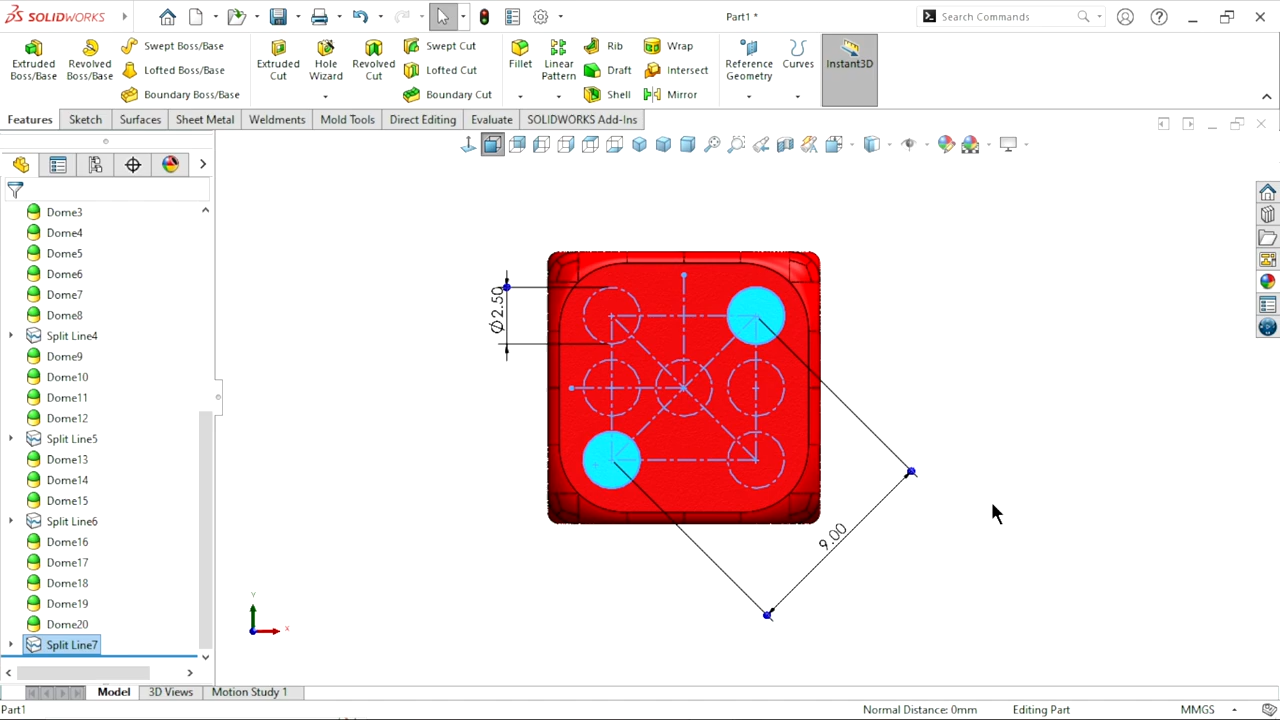 SOLIDWORKS
Part1 *
Search Commands
Extruded Boss/Base
Revolved Boss/Base
Swept Boss/Base
Lofted Boss/Base
Boundary Boss/Base
Extruded Cut
Hole Wizard
Revolved Cut
Swept Cut
Lofted Cut
Boundary Cut
Fillet
Linear Pattern
Rib
Draft
Shell
Wrap
Intersect
Mirror
Reference Geometry
Curves
Instant3D
Features
Sketch
Surfaces
Sheet Metal
Weldments
Mold Tools
Direct Editing
Evaluate
SOLIDWORKS Add-Ins
Dome3
Dome4
Dome5
Dome6
Dome7
Dome8
Split Line4
Dome9
Dome10
Dome11
Dome12
Split Line5
Dome13
Dome14
Dome15
Split Line6
Dome16
Dome17
Dome18
Dome19
Dome20
Split Line7
Ø2.50
9.00
Y
X
Model
3D Views
Motion Study 1
Part1
Normal Distance: 0mm
Editing Part
MMGS